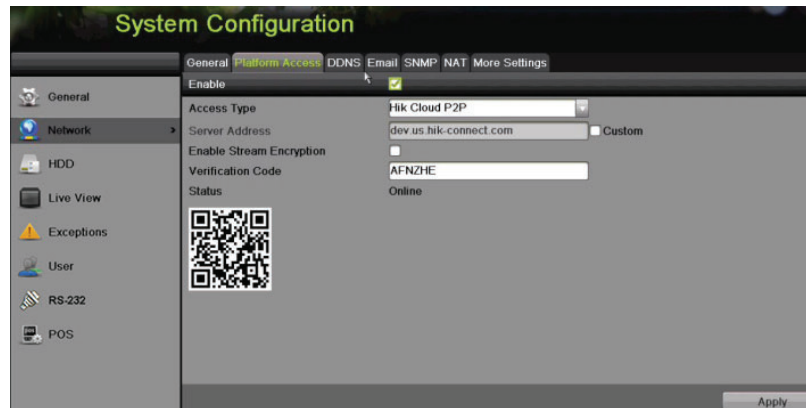 System Configuration
General Platform Access DDNS Email SNMP NAT More Settings
Enable
General
Access Type Hik Cloud P2P
Network
Server Address dev.us.hik-connect.com Custom
Enable Stream Encryption
HDD
Verification Code AFNZHE
Status Online
Live View
Exceptions
User
RS-232
POS
Apply